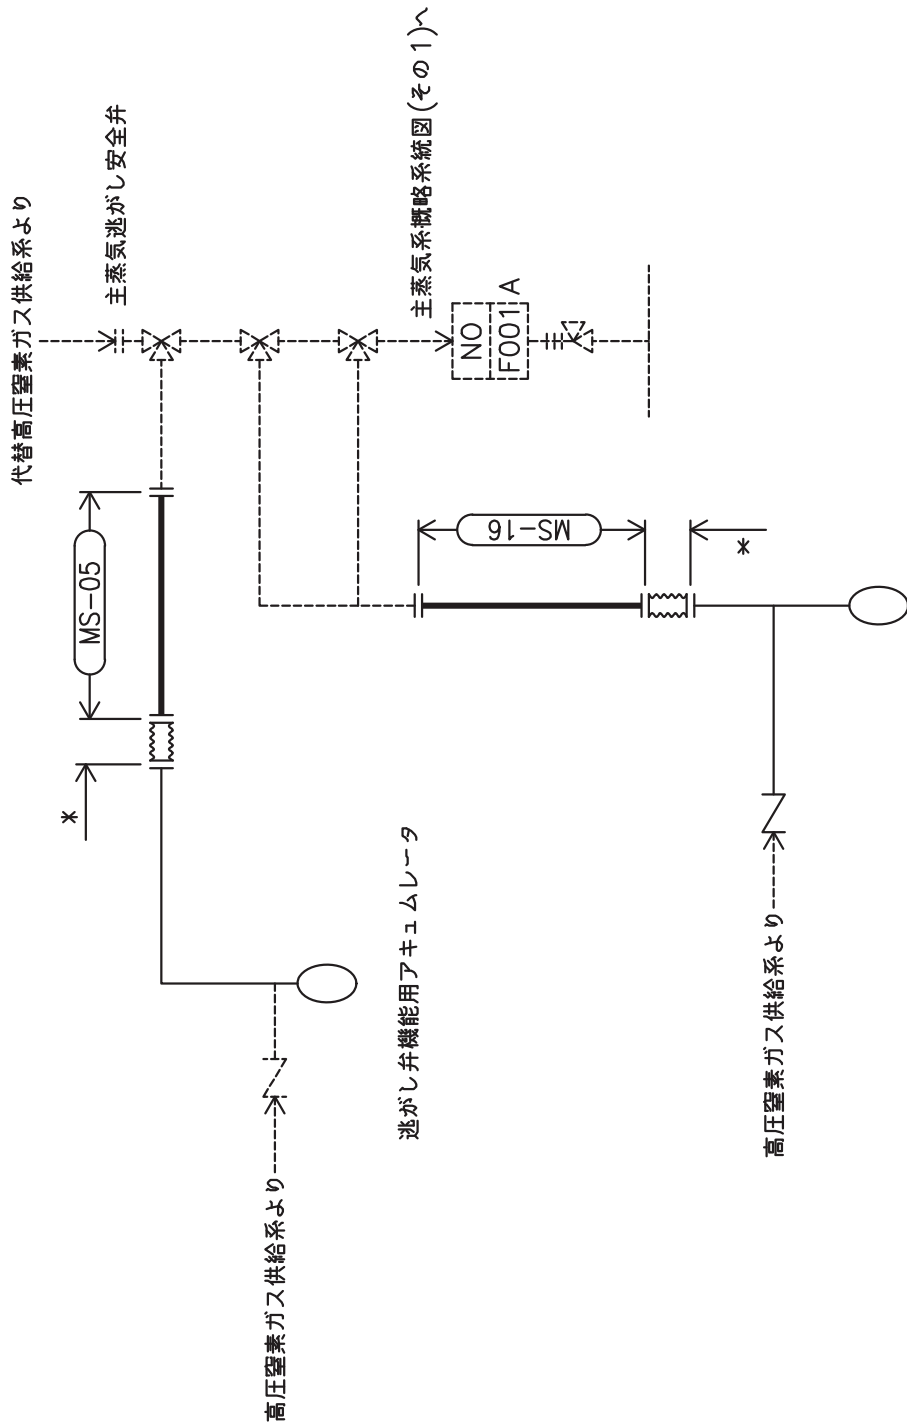 代替高圧窒素ガス供給系より
主蒸気逃がし安全弁
主蒸気系概略系統図(その1)へ
NO
F001
A
MS-05
*
MS-16
*
逃がし弁機能用アキュムレータ
高圧窒素ガス供給系より
高圧窒素ガス供給系より